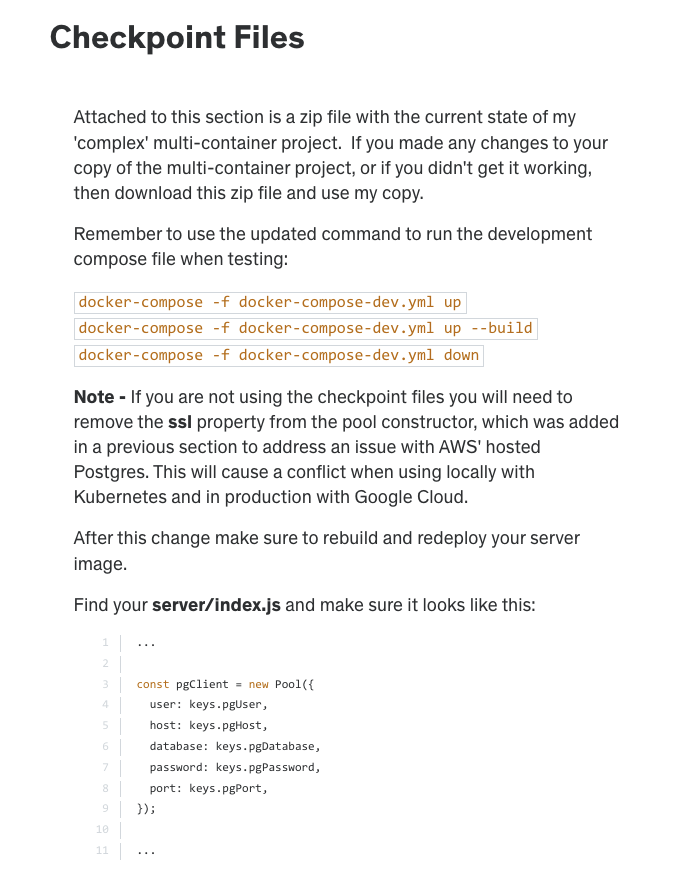 Checkpoint Files
Attached to this section is a zip file with the current state of my
'complex' multi-container project.  If you made any changes to your
copy of the multi-container project, or if you didn't get it working,
then download this zip file and use my copy.
Remember to use the updated command to run the development
compose file when testing:
docker-compose -f docker-compose-dev.yml up
docker-compose -f docker-compose-dev.yml up --build
docker-compose -f docker-compose-dev.yml down
Note - If you are not using the checkpoint files you will need to
remove the ssl property from the pool constructor, which was added
in a previous section to address an issue with AWS' hosted
Postgres. This will cause a conflict when using locally with
Kubernetes and in production with Google Cloud.
After this change make sure to rebuild and redeploy your server
image.
Find your server/index.js and make sure it looks like this:
1 ...
2
3 const pgClient = new Pool({
4   user: keys.pgUser,
5   host: keys.pgHost,
6   database: keys.pgDatabase,
7   password: keys.pgPassword,
8   port: keys.pgPort,
9 });
10
11 ...